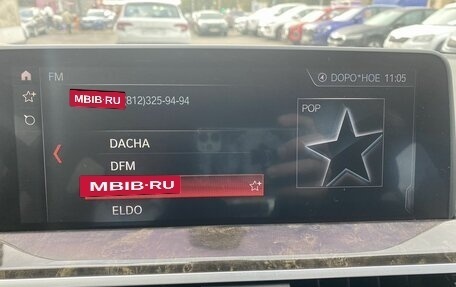 FM
DOPO*HOE 11:05
MBIB·RU (812)325-94-94
POP
DACHA
DFM
MBIB·RU
ELDO